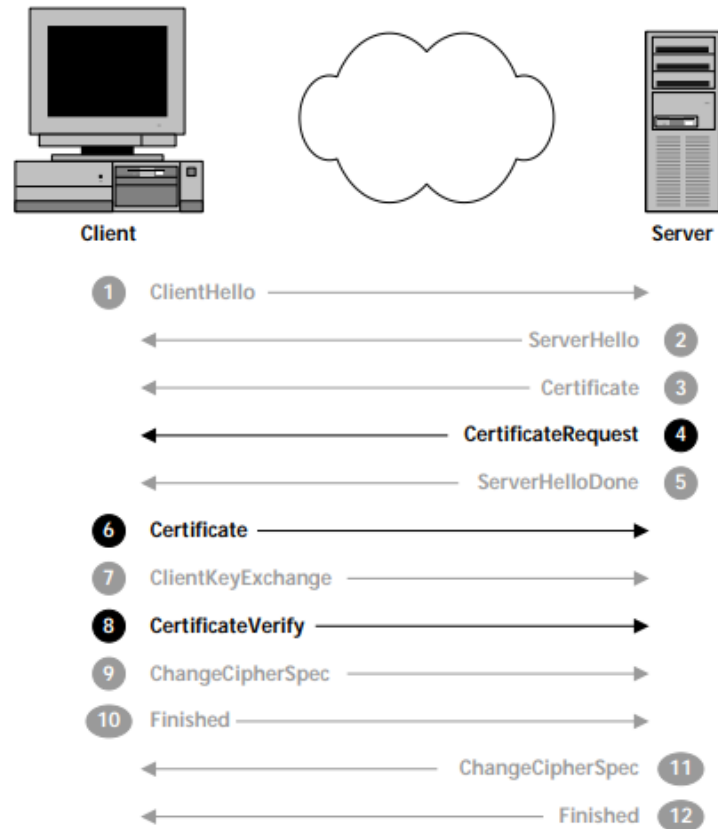 Client
Server
1 ClientHello
ServerHello 2
Certificate 3
CertificateRequest 4
ServerHelloDone 5
6 Certificate
7 ClientKeyExchange
8 CertificateVerify
9 ChangeCipherSpec
10 Finished
ChangeCipherSpec 11
Finished 12